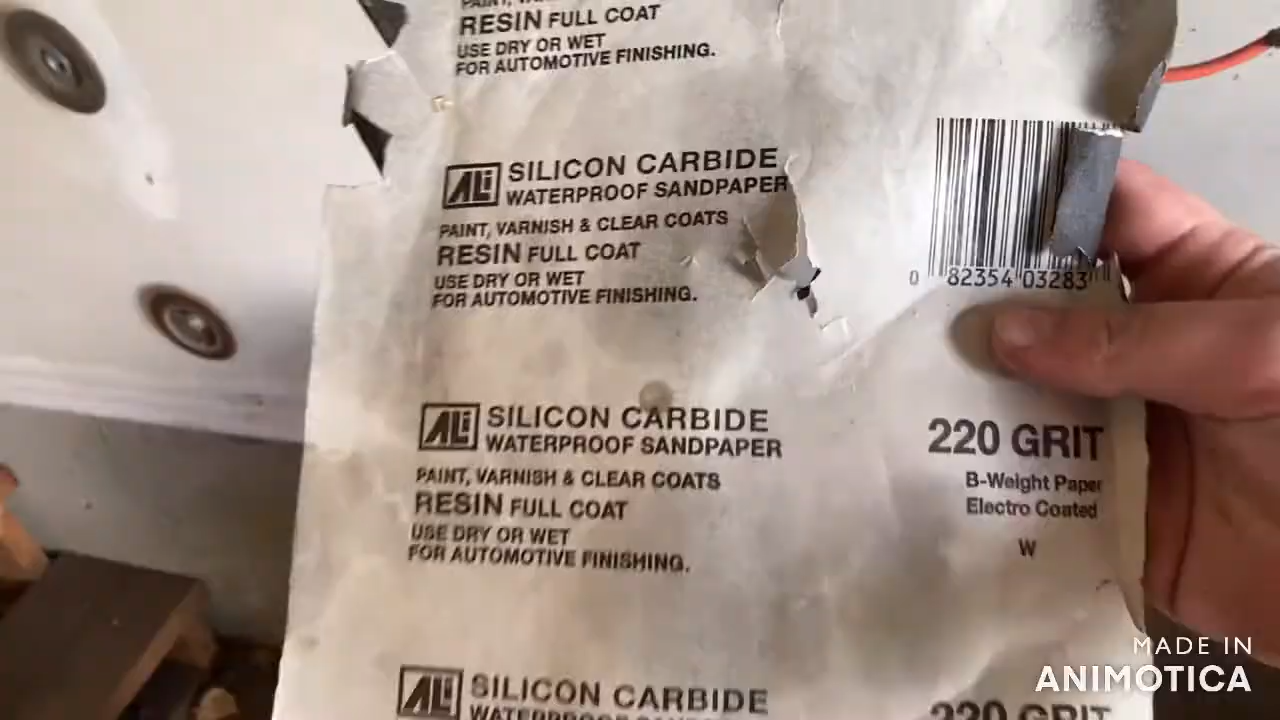 RESIN FULL COAT
USE DRY OR WET
FOR AUTOMOTIVE FINISHING.
ALi SILICON CARBIDE
WATERPROOF SANDPAPER
PAINT, VARNISH & CLEAR COATS
RESIN FULL COAT
USE DRY OR WET
FOR AUTOMOTIVE FINISHING.
0 82354 03283
ALi SILICON CARBIDE
WATERPROOF SANDPAPER
PAINT, VARNISH & CLEAR COATS
RESIN FULL COAT
USE DRY OR WET
FOR AUTOMOTIVE FINISHING.
220 GRIT
B-Weight Paper
Electro Coated
W
ALi SILICON CARBIDE
WATERPROOF
220 GRIT
MADE IN
ANIMOTICA